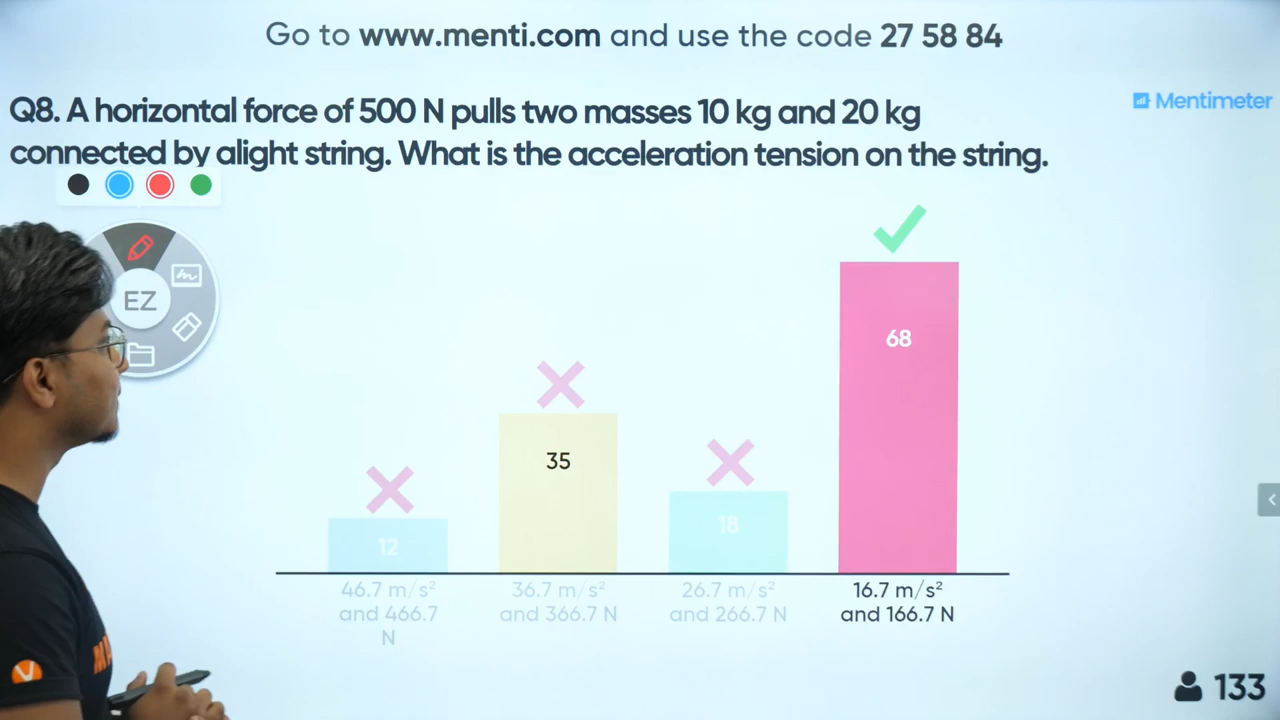 Go to www.menti.com and use the code 27 58 84
Q8. A horizontal force of 500 N pulls two masses 10 kg and 20 kg
connected by alight string. What is the acceleration tension on the string.
Mentimeter
EZ
68
35
18
12
46.7 m/s²
and 466.7
N
36.7 m/s²
and 366.7 N
26.7 m/s²
and 266.7 N
16.7 m/s²
and 166.7 N
133